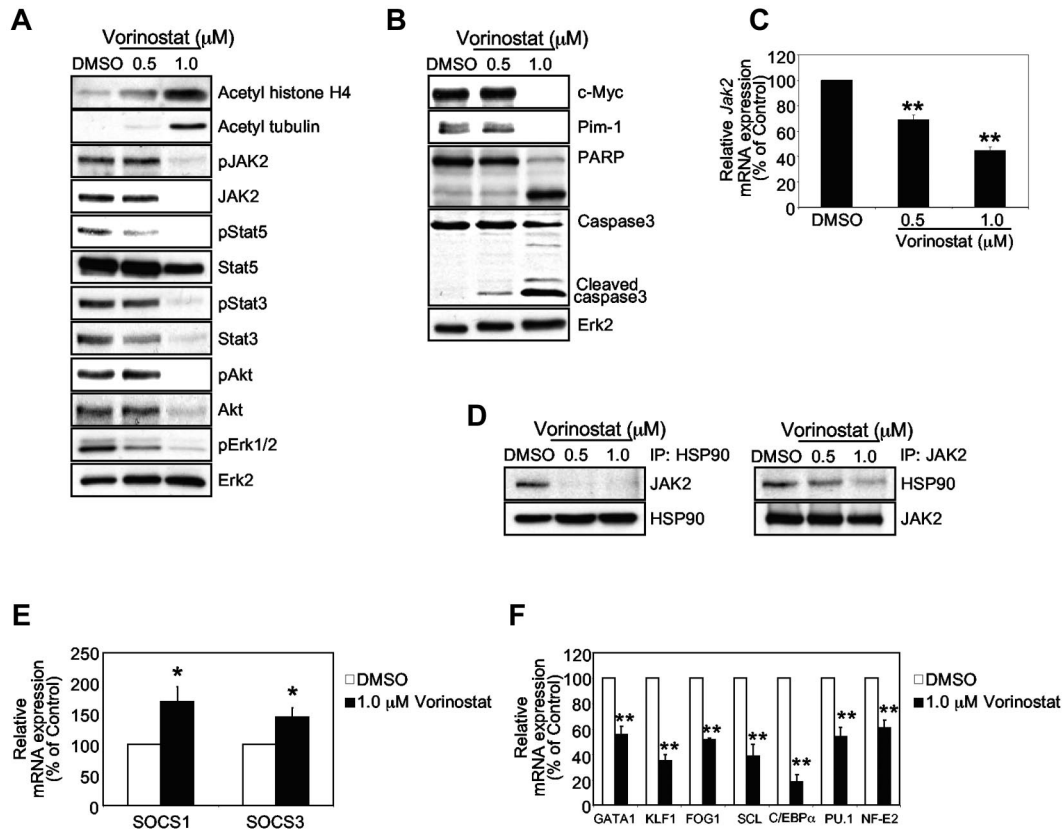 A
Vorinostat (μM)
DMSO 0.5 1.0
Acetyl histone H4
Acetyl tubulin
pJAK2
JAK2
pStat5
Stat5
pStat3
Stat3
pAkt
Akt
pErk1/2
Erk2
B
Vorinostat (μM)
DMSO 0.5 1.0
c-Myc
Pim-1
PARP
Caspase3
Cleaved
caspase3
Erk2
C
Relative Jak2
mRNA expression
(% of Control)
120
100
80
60
40
20
0
** **
DMSO 0.5 1.0
Vorinostat (μM)
D
Vorinostat (μM)
DMSO 0.5 1.0 IP: HSP90
JAK2
HSP90
Vorinostat (μM)
DMSO 0.5 1.0 IP: JAK2
HSP90
JAK2
E
Relative
mRNA expression
(% of Control)
250
200
150
100
50
0
* *
SOCS1 SOCS3
DMSO
1.0 μM Vorinostat
F
Relative
mRNA expression
(% of Control)
120
100
80
60
40
20
0
** ** ** ** ** ** **
GATA1 KLF1 FOG1 SCL C/EBPα PU.1 NF-E2
DMSO
1.0 μM Vorinostat